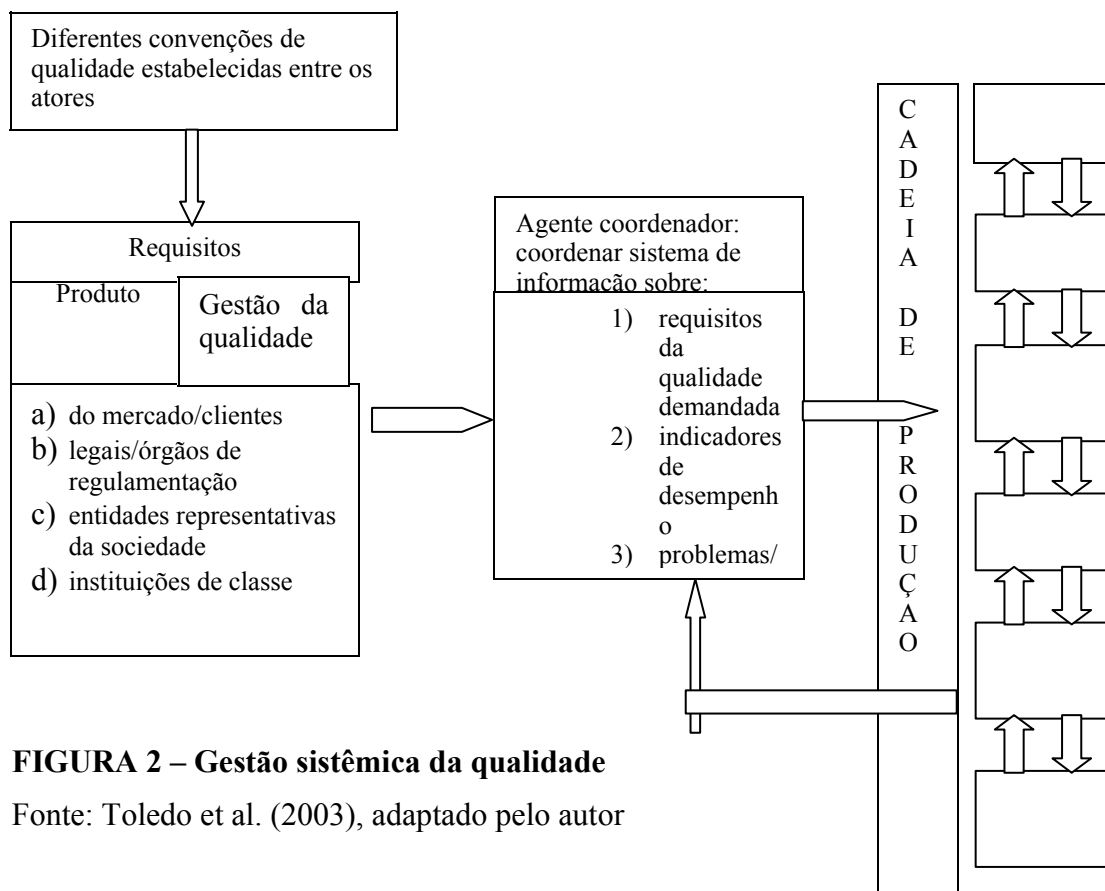 Diferentes convenções de
qualidade estabelecidas entre os
atores
Requisitos
Produto
Gestão da
qualidade
a) do mercado/clientes
b) legais/órgãos de
regulamentação
c) entidades representativas
da sociedade
d) instituições de classe
Agente coordenador:
coordenar sistema de
informação sobre:
1) requisitos
da
qualidade
demandada
2) indicadores
de
desempenh
o
3) problemas/
C
A
D
E
I
A
D
E
P
R
O
D
U
Ç
A
O
FIGURA 2 – Gestão sistêmica da qualidade
Fonte: Toledo et al. (2003), adaptado pelo autor